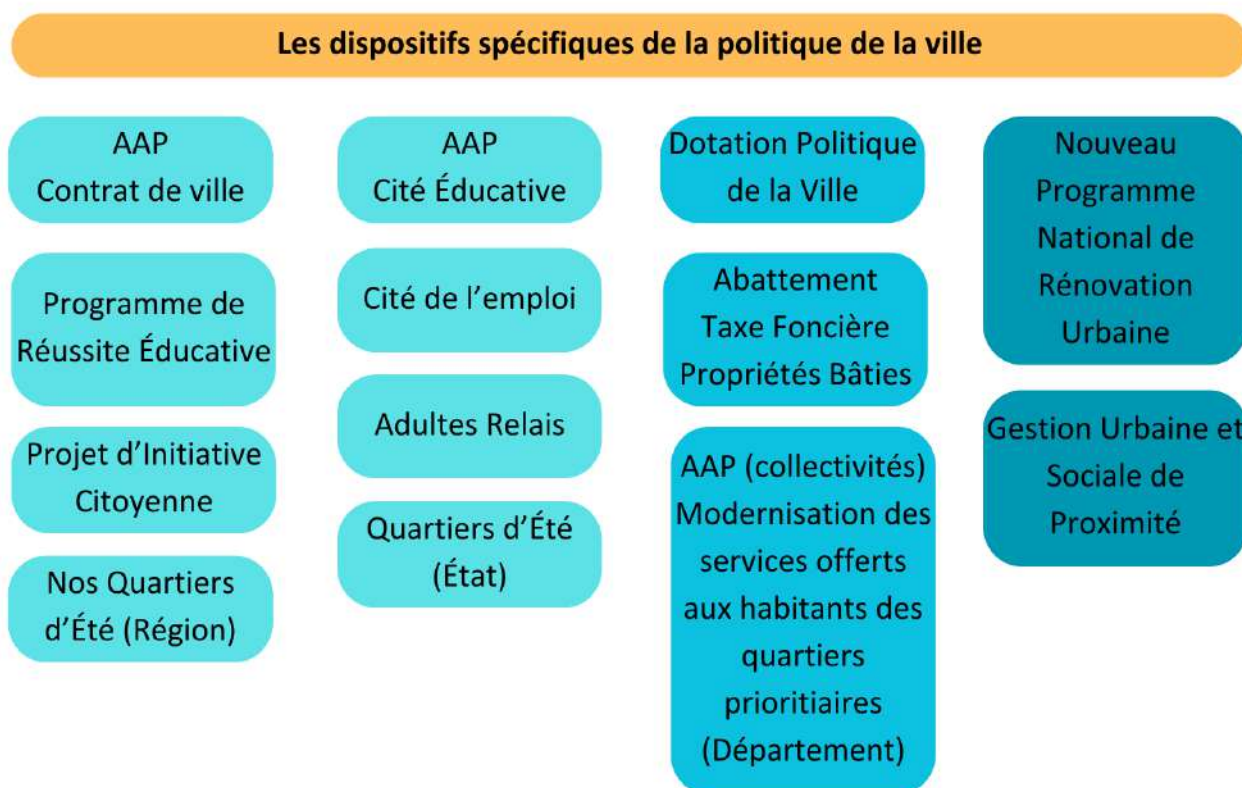 Les dispositifs spécifiques de la politique de la ville
AAP
Contrat de ville
Programme de
Réussite Éducative
Projet d'Initiative
Citoyenne
Nos Quartiers
d'Été (Région)
AAP
Cité Éducative
Cité de l'emploi
Adultes Relais
Quartiers d'Été
(État)
Dotation Politique
de la Ville
Abattement
Taxe Foncière
Propriétés Bâties
AAP (collectivités)
Modernisation des
services offerts
aux habitants des
quartiers
prioritiaires
(Département)
Nouveau
Programme
National de
Rénovation
Urbaine
Gestion Urbaine et
Sociale de
Proximité